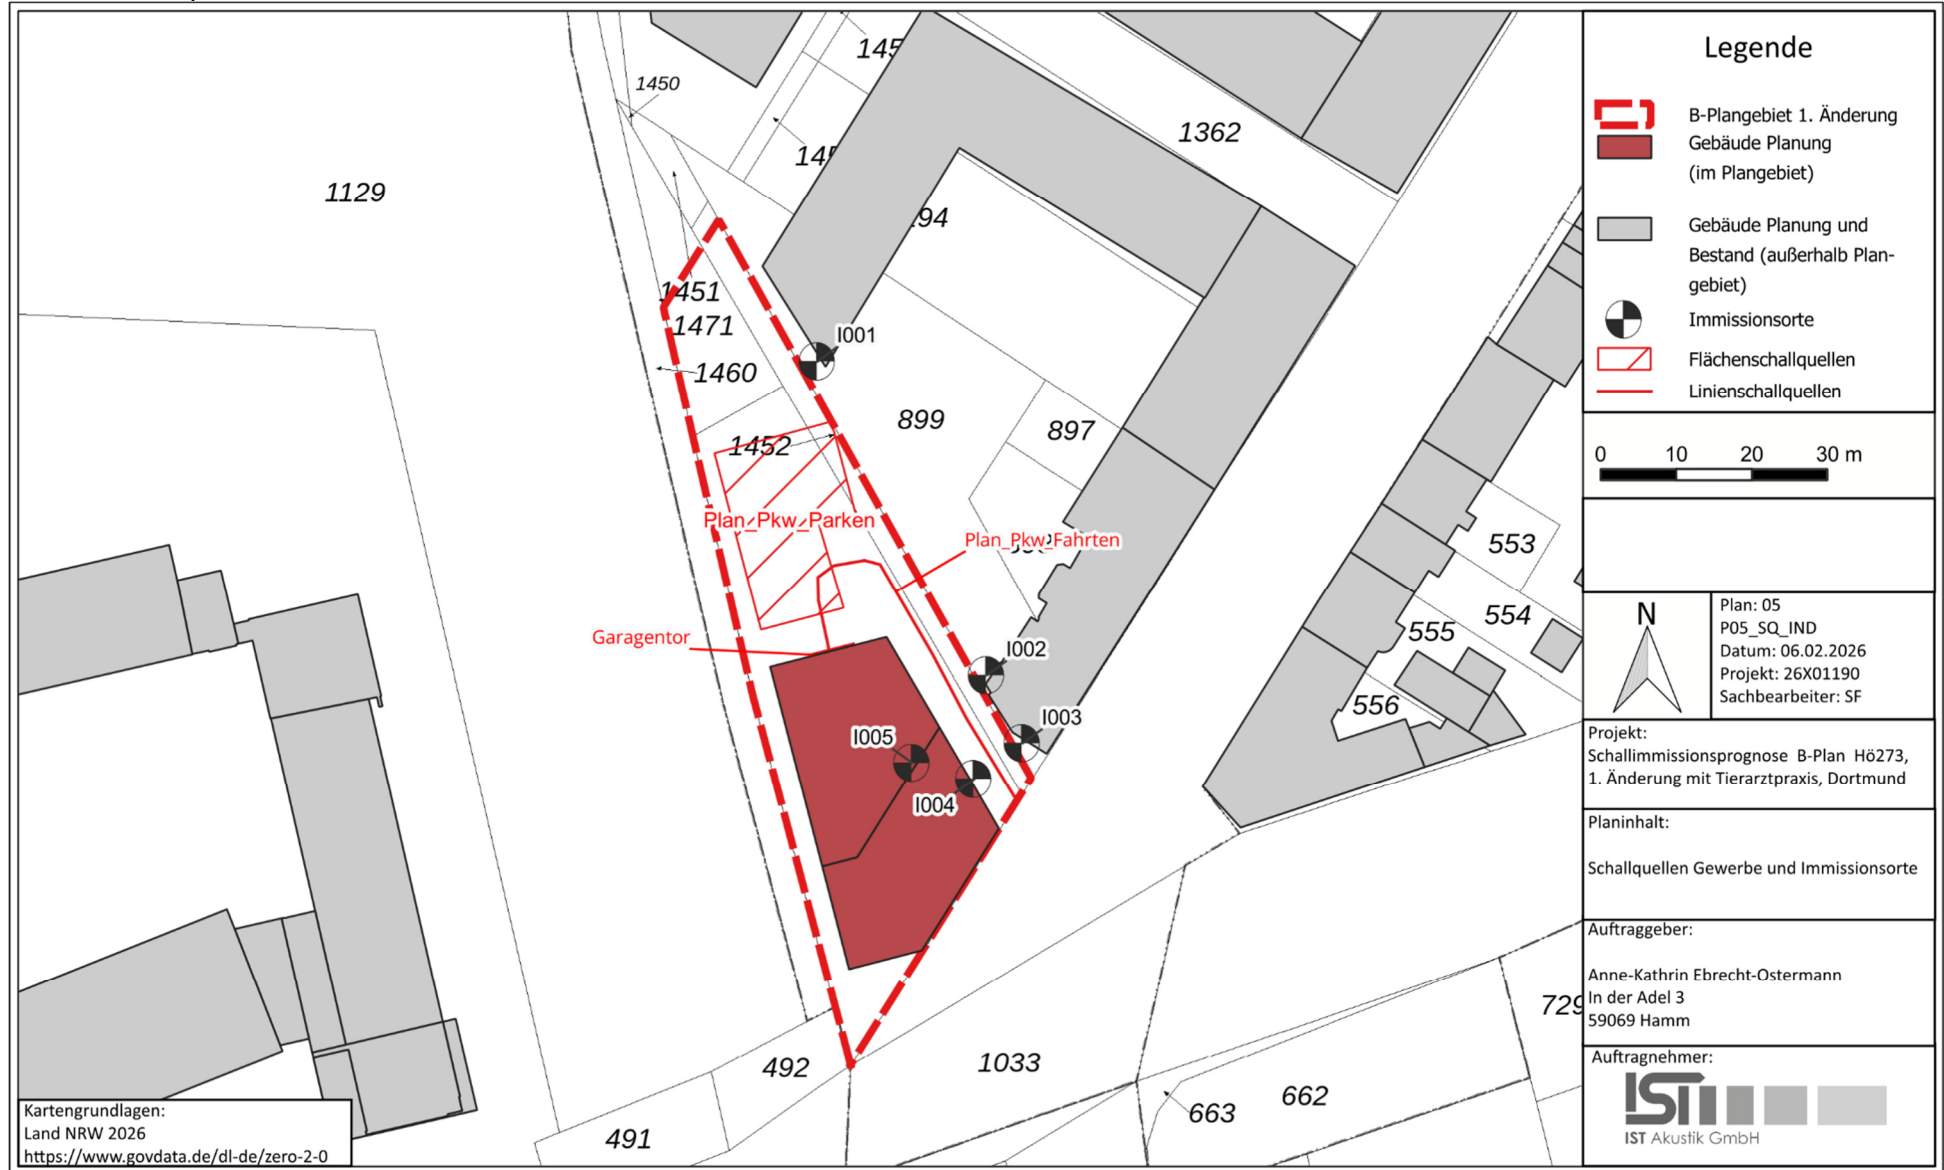 1450
145
145
1362
1129
94
1451
1471
1460
I001
899
897
1452
Plan_Pkw_Parken
Plan_Pkw_Fahrten
Garagentor
I002
I003
I005
I004
553
554
555
556
729
492
1033
662
663
491
Kartengrundlagen:
Land NRW 2026
https://www.govdata.de/dl-de/zero-2-0
Legende
B-Plangebiet 1. Änderung
Gebäude Planung
(im Plangebiet)
Gebäude Planung und
Bestand (außerhalb Plan-
gebiet)
Immissionsorte
Flächenschallquellen
Linienschallquellen
0 10 20 30 m
N
Plan: 05
P05_SQ_IND
Datum: 06.02.2026
Projekt: 26X01190
Sachbearbeiter: SF
Projekt:
Schallimmissionsprognose B-Plan Hö273,
1. Änderung mit Tierarztpraxis, Dortmund
Planinhalt:
Schallquellen Gewerbe und Immissionsorte
Auftraggeber:
Anne-Kathrin Ebrecht-Ostermann
In der Adel 3
59069 Hamm
Auftragnehmer:
IST
IST Akustik GmbH